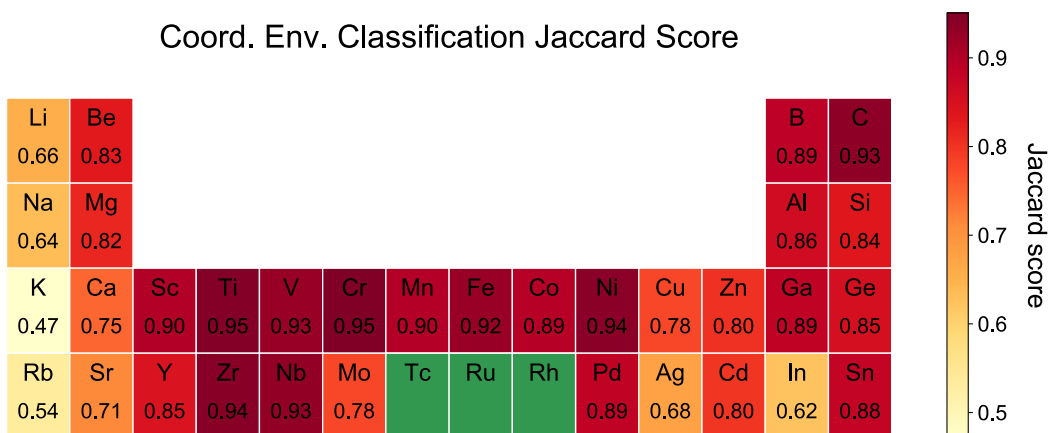 Coord. Env. Classification Jaccard Score
Li Be B C
0.66 0.83 0.89 0.93
Na Mg Al Si
0.64 0.82 0.86 0.84
K Ca Sc Ti V Cr Mn Fe Co Ni Cu Zn Ga Ge
0.47 0.75 0.90 0.95 0.93 0.95 0.90 0.92 0.89 0.94 0.78 0.80 0.89 0.85
Rb Sr Y Zr Nb Mo Tc Ru Rh Pd Ag Cd In Sn
0.54 0.71 0.85 0.94 0.93 0.78 0.89 0.68 0.80 0.62 0.88
0.9
0.8
0.7
0.6
0.5
Jaccard score